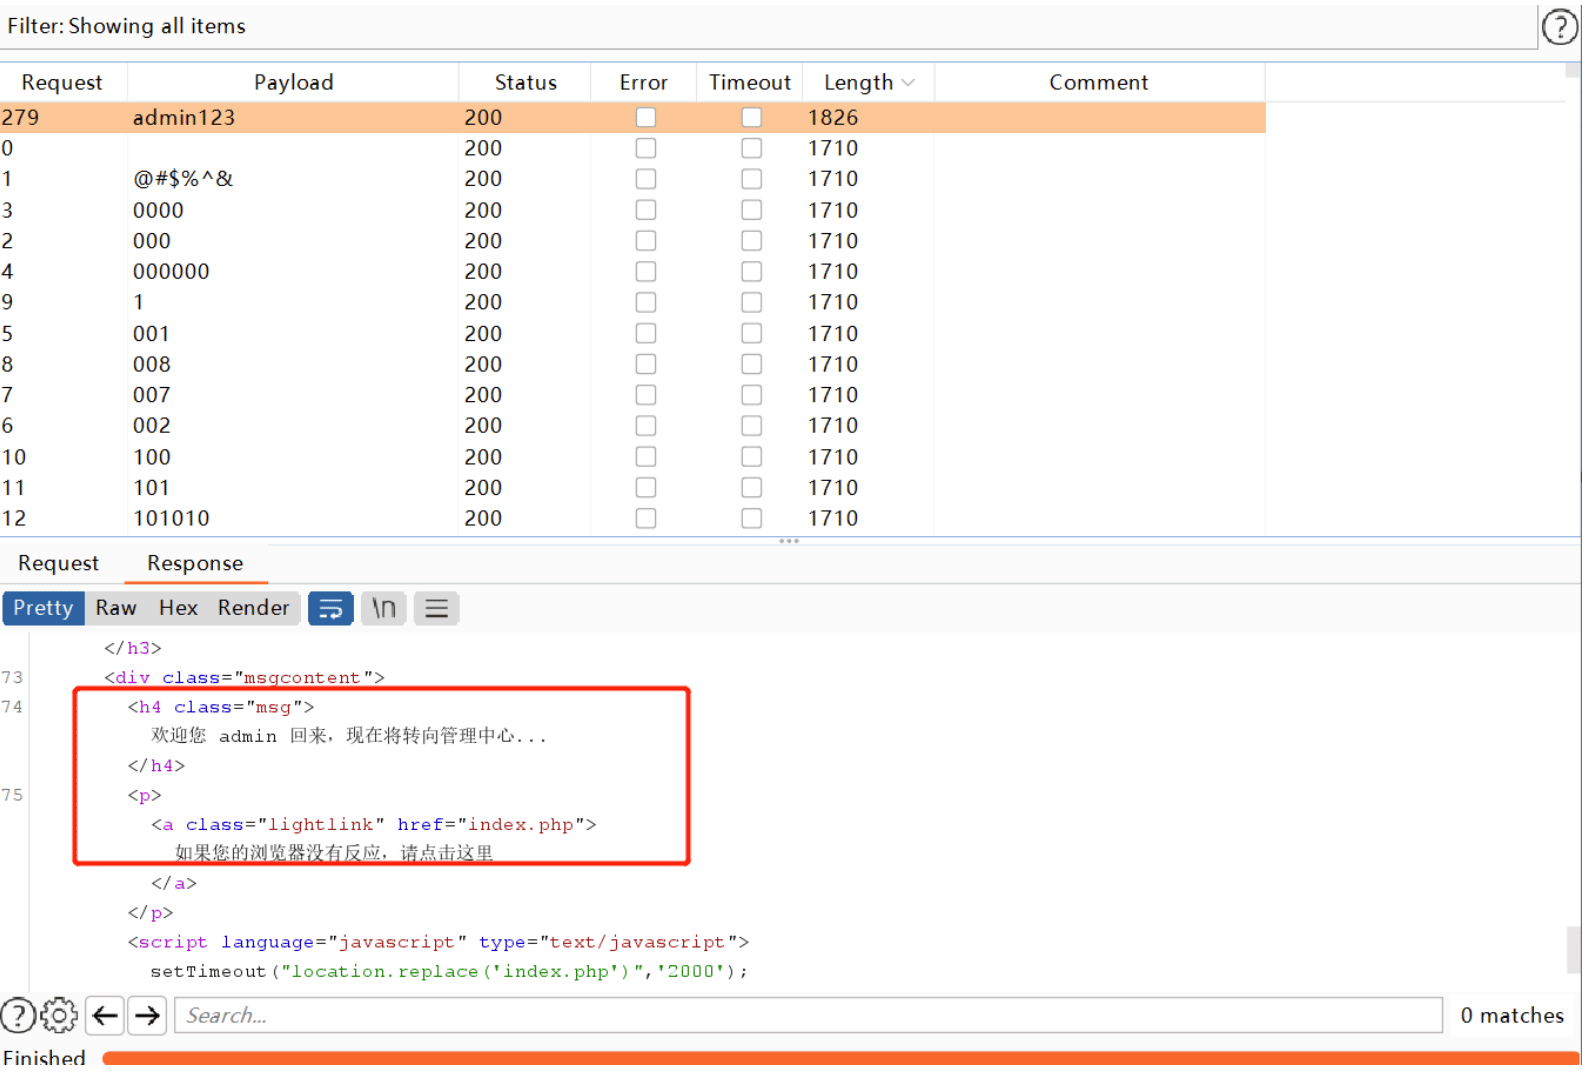 Filter: Showing all items
Request Payload Status Error Timeout Length Comment
279 admin123 200 1826
0 200 1710
1 @#$%^& 200 1710
3 0000 200 1710
2 000 200 1710
4 000000 200 1710
9 1 200 1710
5 001 200 1710
8 008 200 1710
7 007 200 1710
6 002 200 1710
10 100 200 1710
11 101 200 1710
12 101010 200 1710
Request Response
Pretty Raw Hex Render \n
</h3>
73 <div class="msgcontent">
74 <h4 class="msg">
欢迎您 admin 回来，现在将转向管理中心...
</h4>
75 <p>
<a class="lightlink" href="index.php">
如果您的浏览器没有反应，请点击这里
</a>
</p>
<script language="javascript" type="text/javascript">
setTimeout("location.replace('index.php')",'2000');
Search... 0 matches
Finished